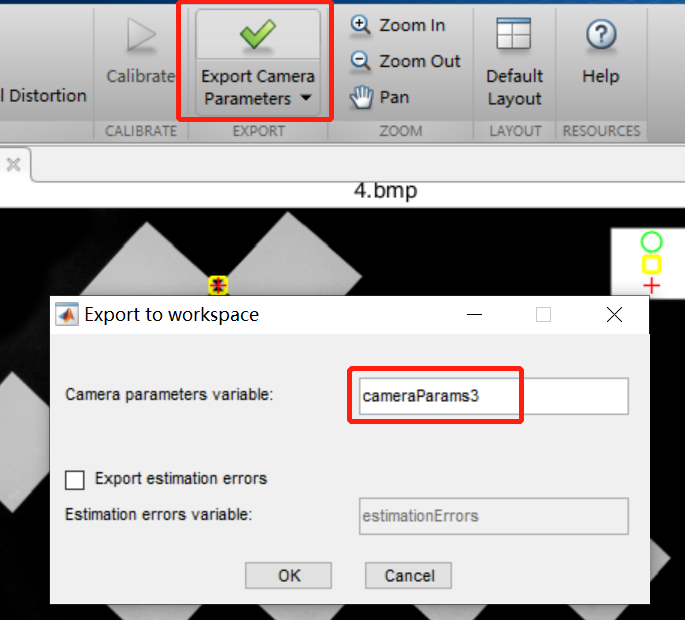 Zoom In
Calibrate
Export Camera
Parameters
Zoom Out
Default
Layout
Help
l Distortion
Pan
CALIBRATE
EXPORT
ZOOM
LAYOUT
RESOURCES
4.bmp
Export to workspace
Camera parameters variable:
cameraParams3
Export estimation errors
Estimation errors variable:
estimationErrors
OK
Cancel